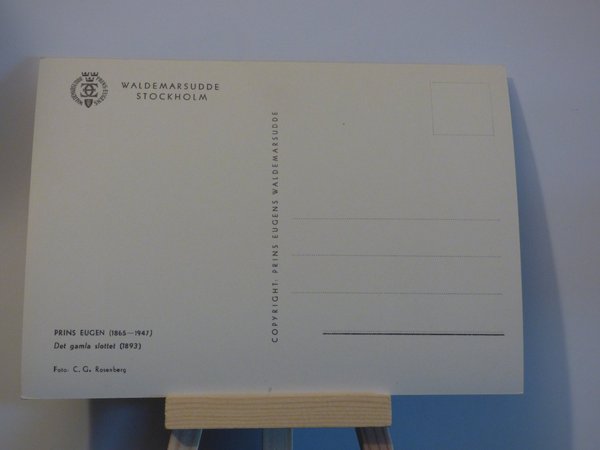 WALDEMARSUDDE
STOCKHOLM
COPYRIGHT: PRINS EUGENS WALDEMARSUDDE
PRINS EUGEN (1865—1947)
Det gamla slottet (1893)
Foto: C. G. Rosenberg